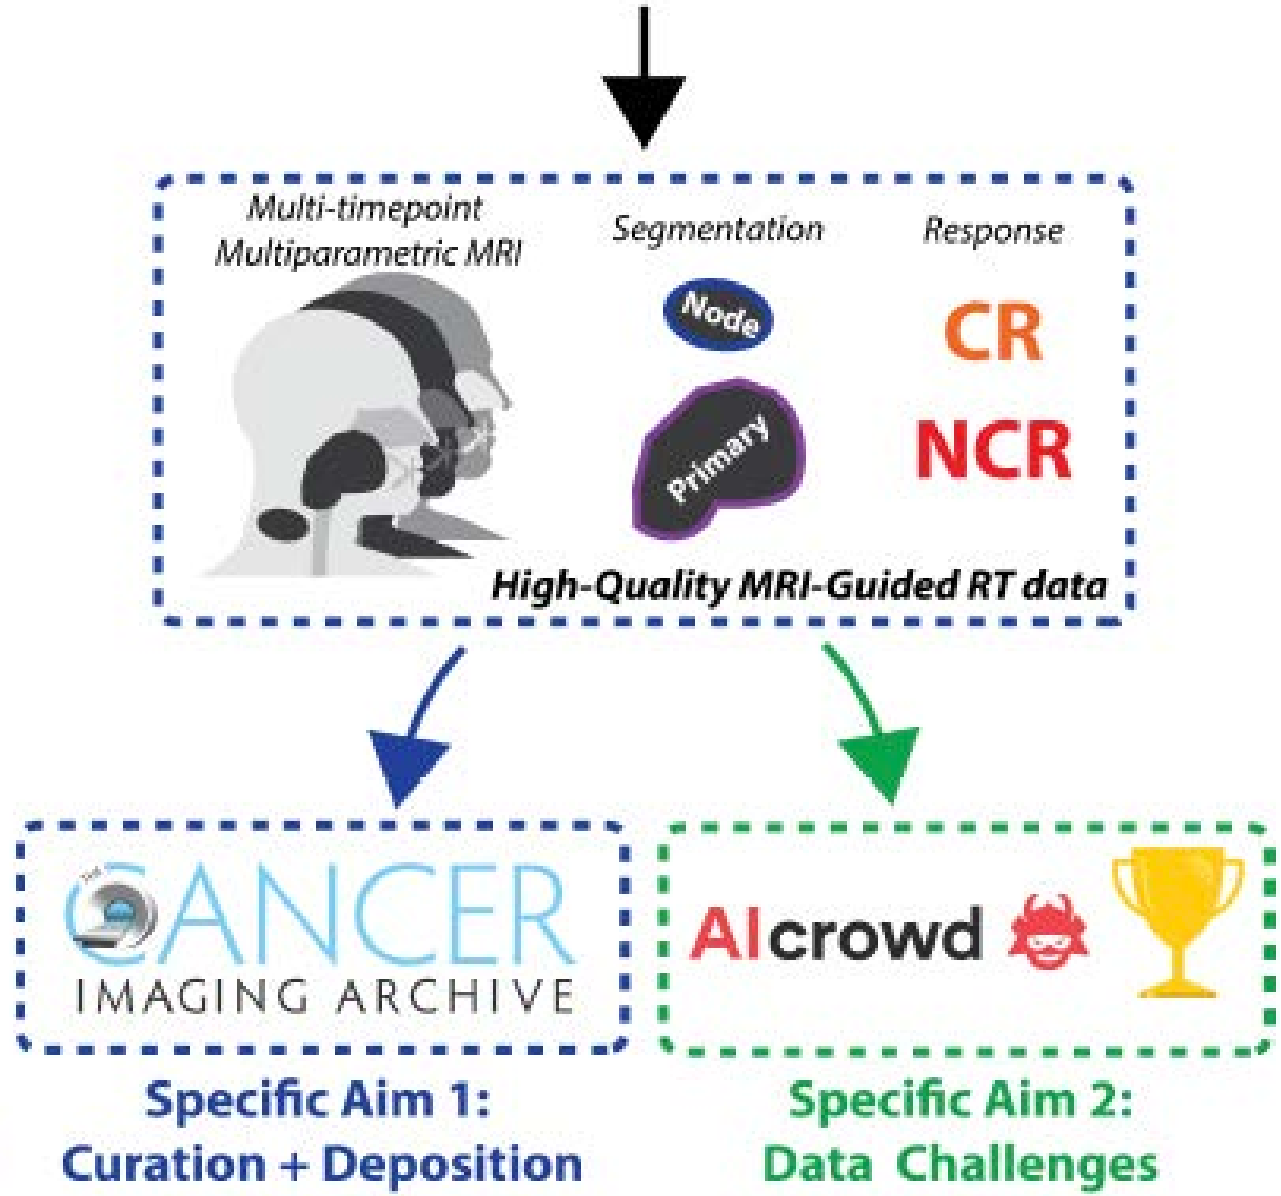 Multi-timepoint
Multiparametric MRI
Segmentation
Response
Node
CR
Primary
NCR
High-Quality MRI-Guided RT data
THE
CANCER
IMAGING ARCHIVE
AIcrowd
Specific Aim 1:
Curation + Deposition
Specific Aim 2:
Data Challenges